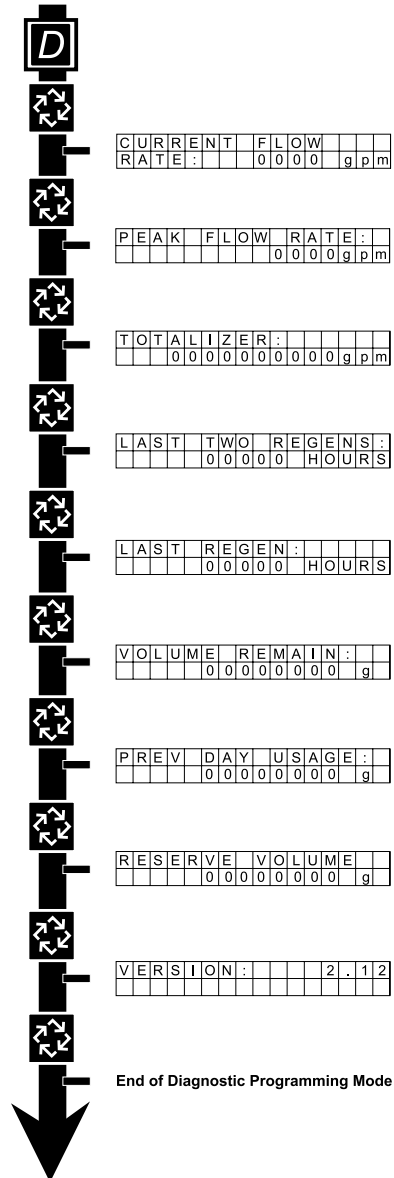 D
CURRENT FLOW
RATE: 0000 gpm
PEAK FLOW RATE:
0000gpm
TOTALIZER:
0000000000gpm
LAST TWO REGENS:
00000 HOURS
LAST REGEN:
00000 HOURS
VOLUME REMAIN:
00000000 g
PREV DAY USAGE:
00000000 g
RESERVE VOLUME
00000000 g
VERSION: 2.12
End of Diagnostic Programming Mode